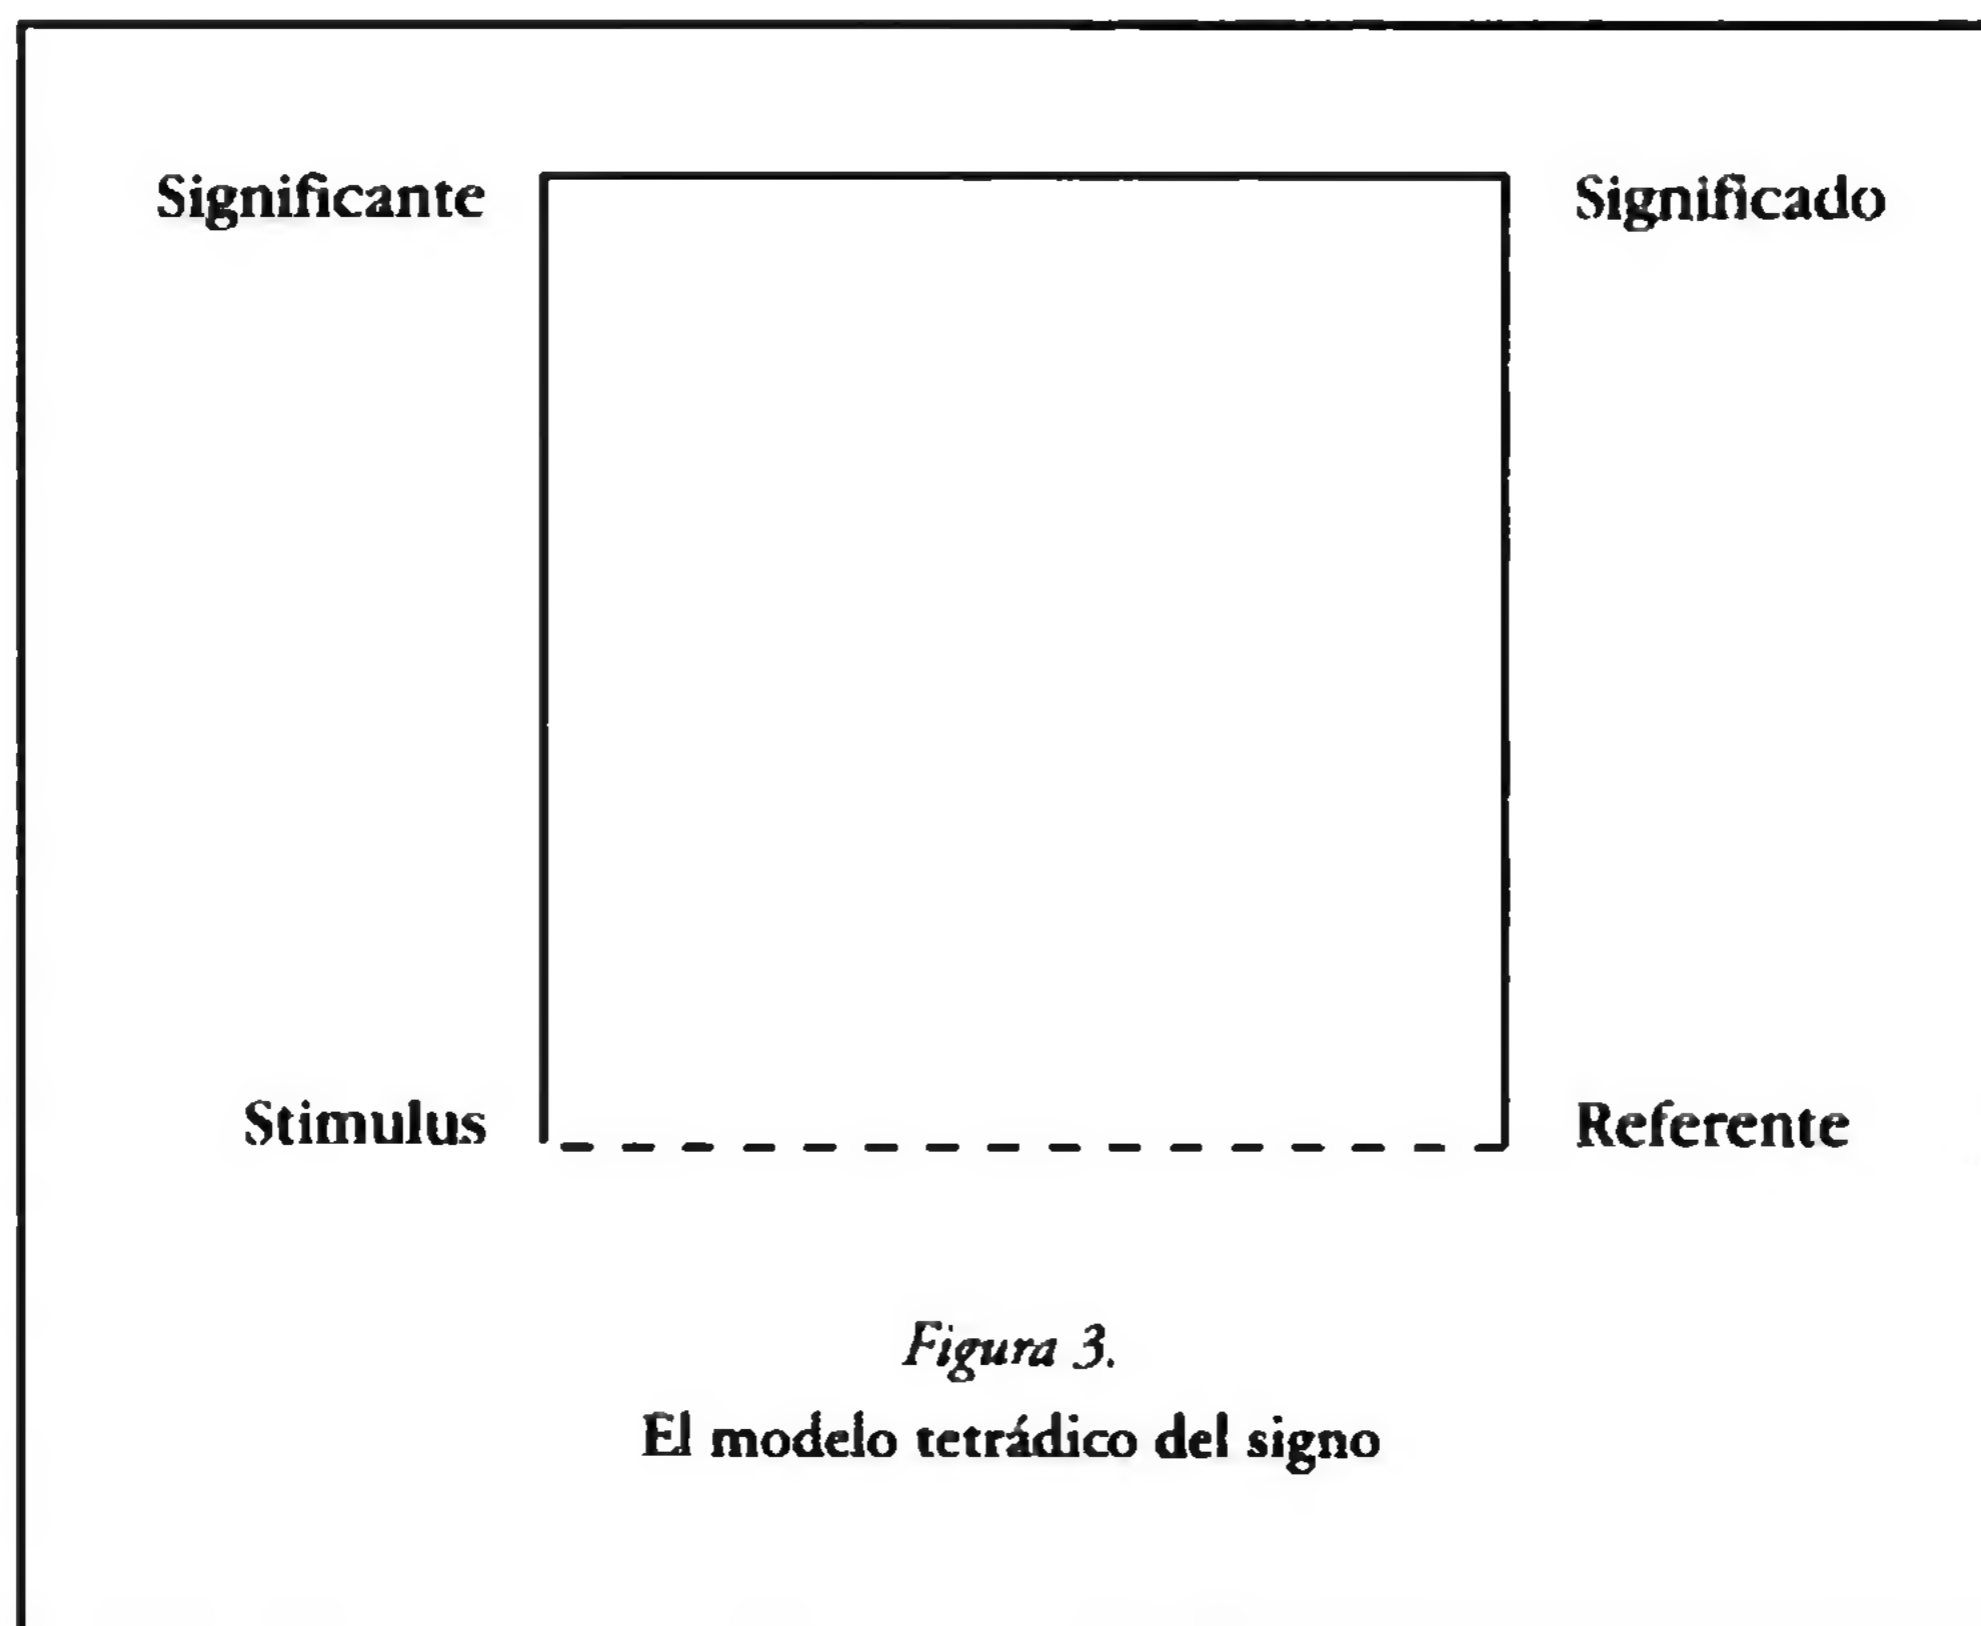 Significante Significado
Stimulus Referente
Figura 3.
El modelo tetrádico del signo